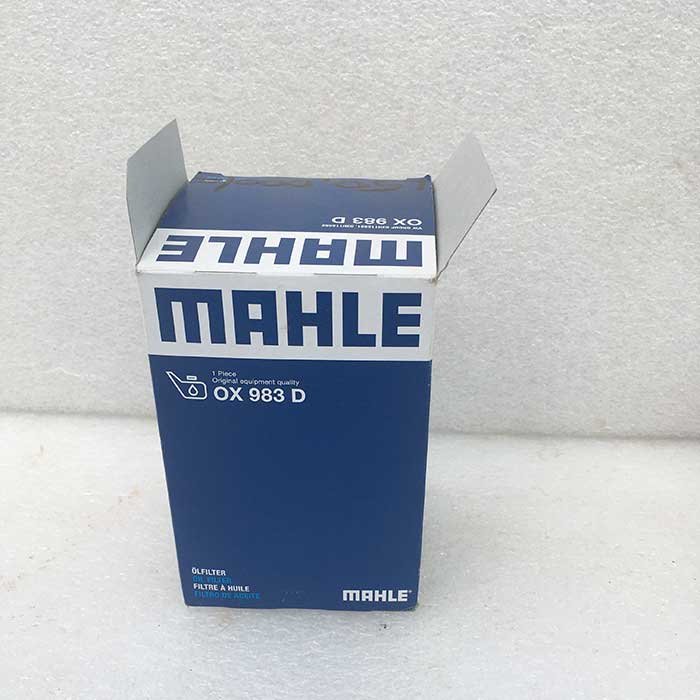 OX 983 D
MAHLE
MAHLE
1 Piece
Original equipment quality
OX 983 D
ÖLFILTER
OIL FILTER
FILTRE À HUILE
FILTRO DE ACEITE
MAHLE